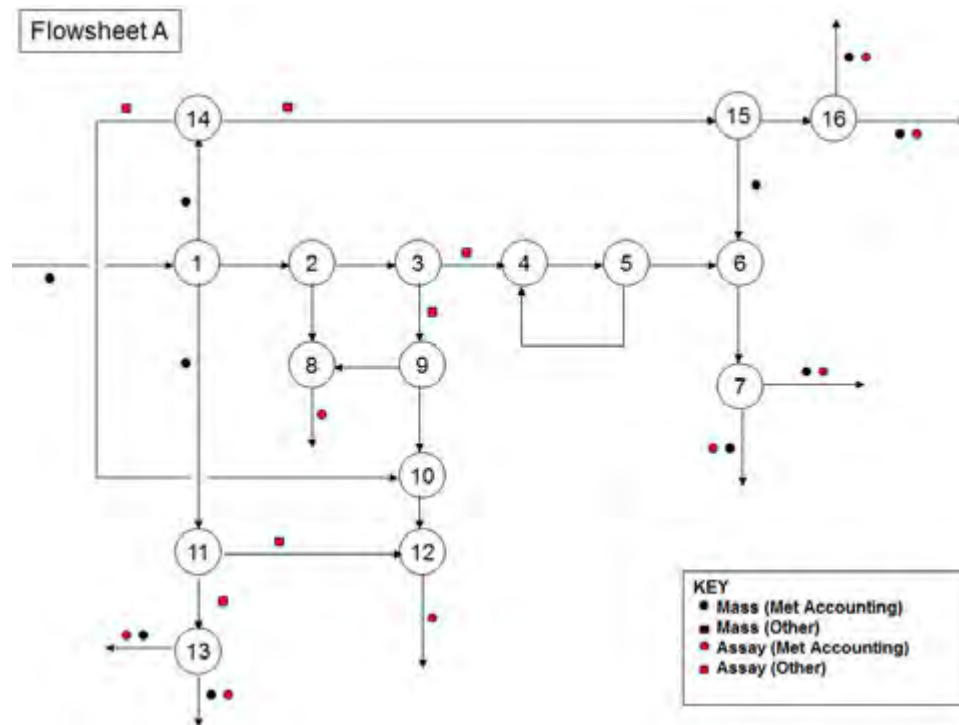 Flowsheet A
14
15
16
1
2
3
4
5
6
8
9
7
10
11
12
13
KEY
Mass (Met Accounting)
Mass (Other)
Assay (Met Accounting)
Assay (Other)